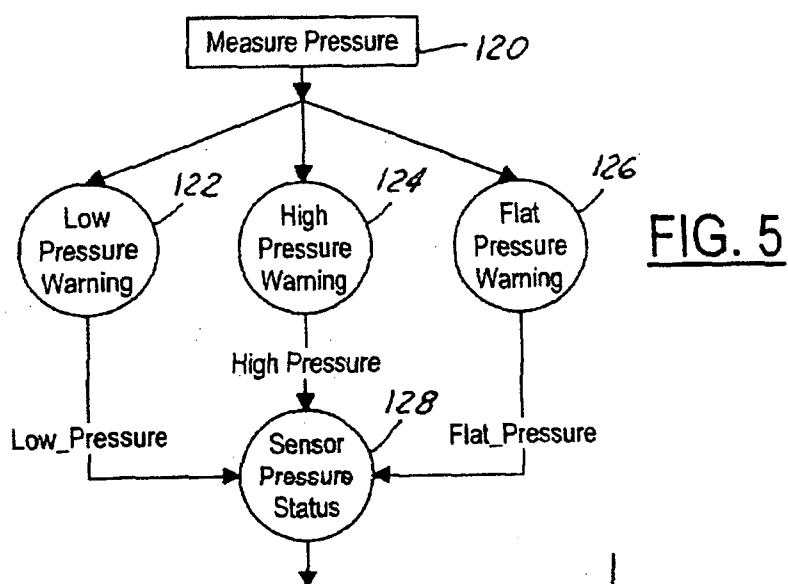 Measure Pressure
120
122
124
126
Low
Pressure
Warning
High
Pressure
Warning
Flat
Pressure
Warning
FIG. 5
High Pressure
Low_Pressure
128
Flat_Pressure
Sensor
Pressure
Status